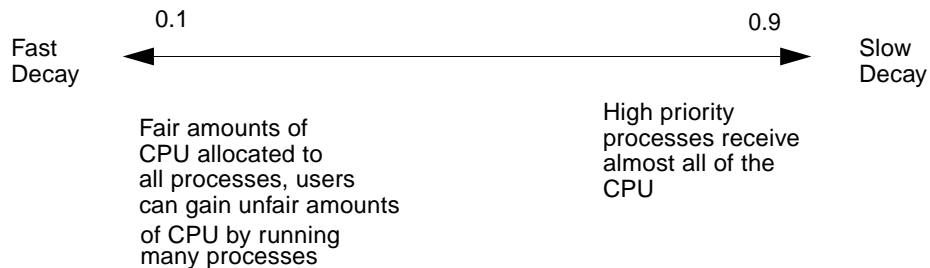 0.1
0.9
Fast
Decay
Slow
Decay
Fair amounts of
CPU allocated to
all processes, users
can gain unfair amounts
of CPU by running
many processes
High priority
processes receive
almost all of the
CPU